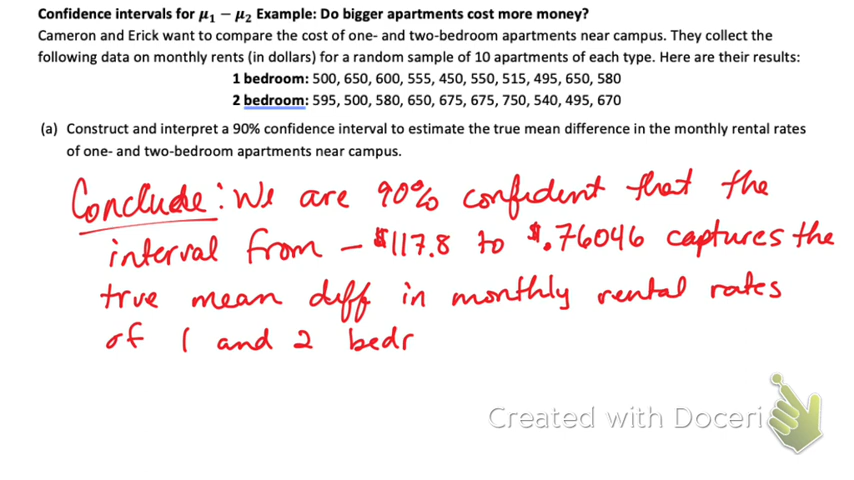 Confidence intervals for μ₁ − μ₂ Example: Do bigger apartments cost more money?
Cameron and Erick want to compare the cost of one- and two-bedroom apartments near campus. They collect the
following data on monthly rents (in dollars) for a random sample of 10 apartments of each type. Here are their results:
1 bedroom: 500, 650, 600, 555, 450, 550, 515, 495, 650, 580
2 bedroom: 595, 500, 580, 650, 675, 675, 750, 540, 495, 670
(a) Construct and interpret a 90% confidence interval to estimate the true mean difference in the monthly rental rates
of one- and two-bedroom apartments near campus.
Conclude: We are 90% confident that the
interval from -$117.8 to $.76046 captures the
true mean diff in monthly rental rates
of 1 and 2 bedr
Created with Doceri